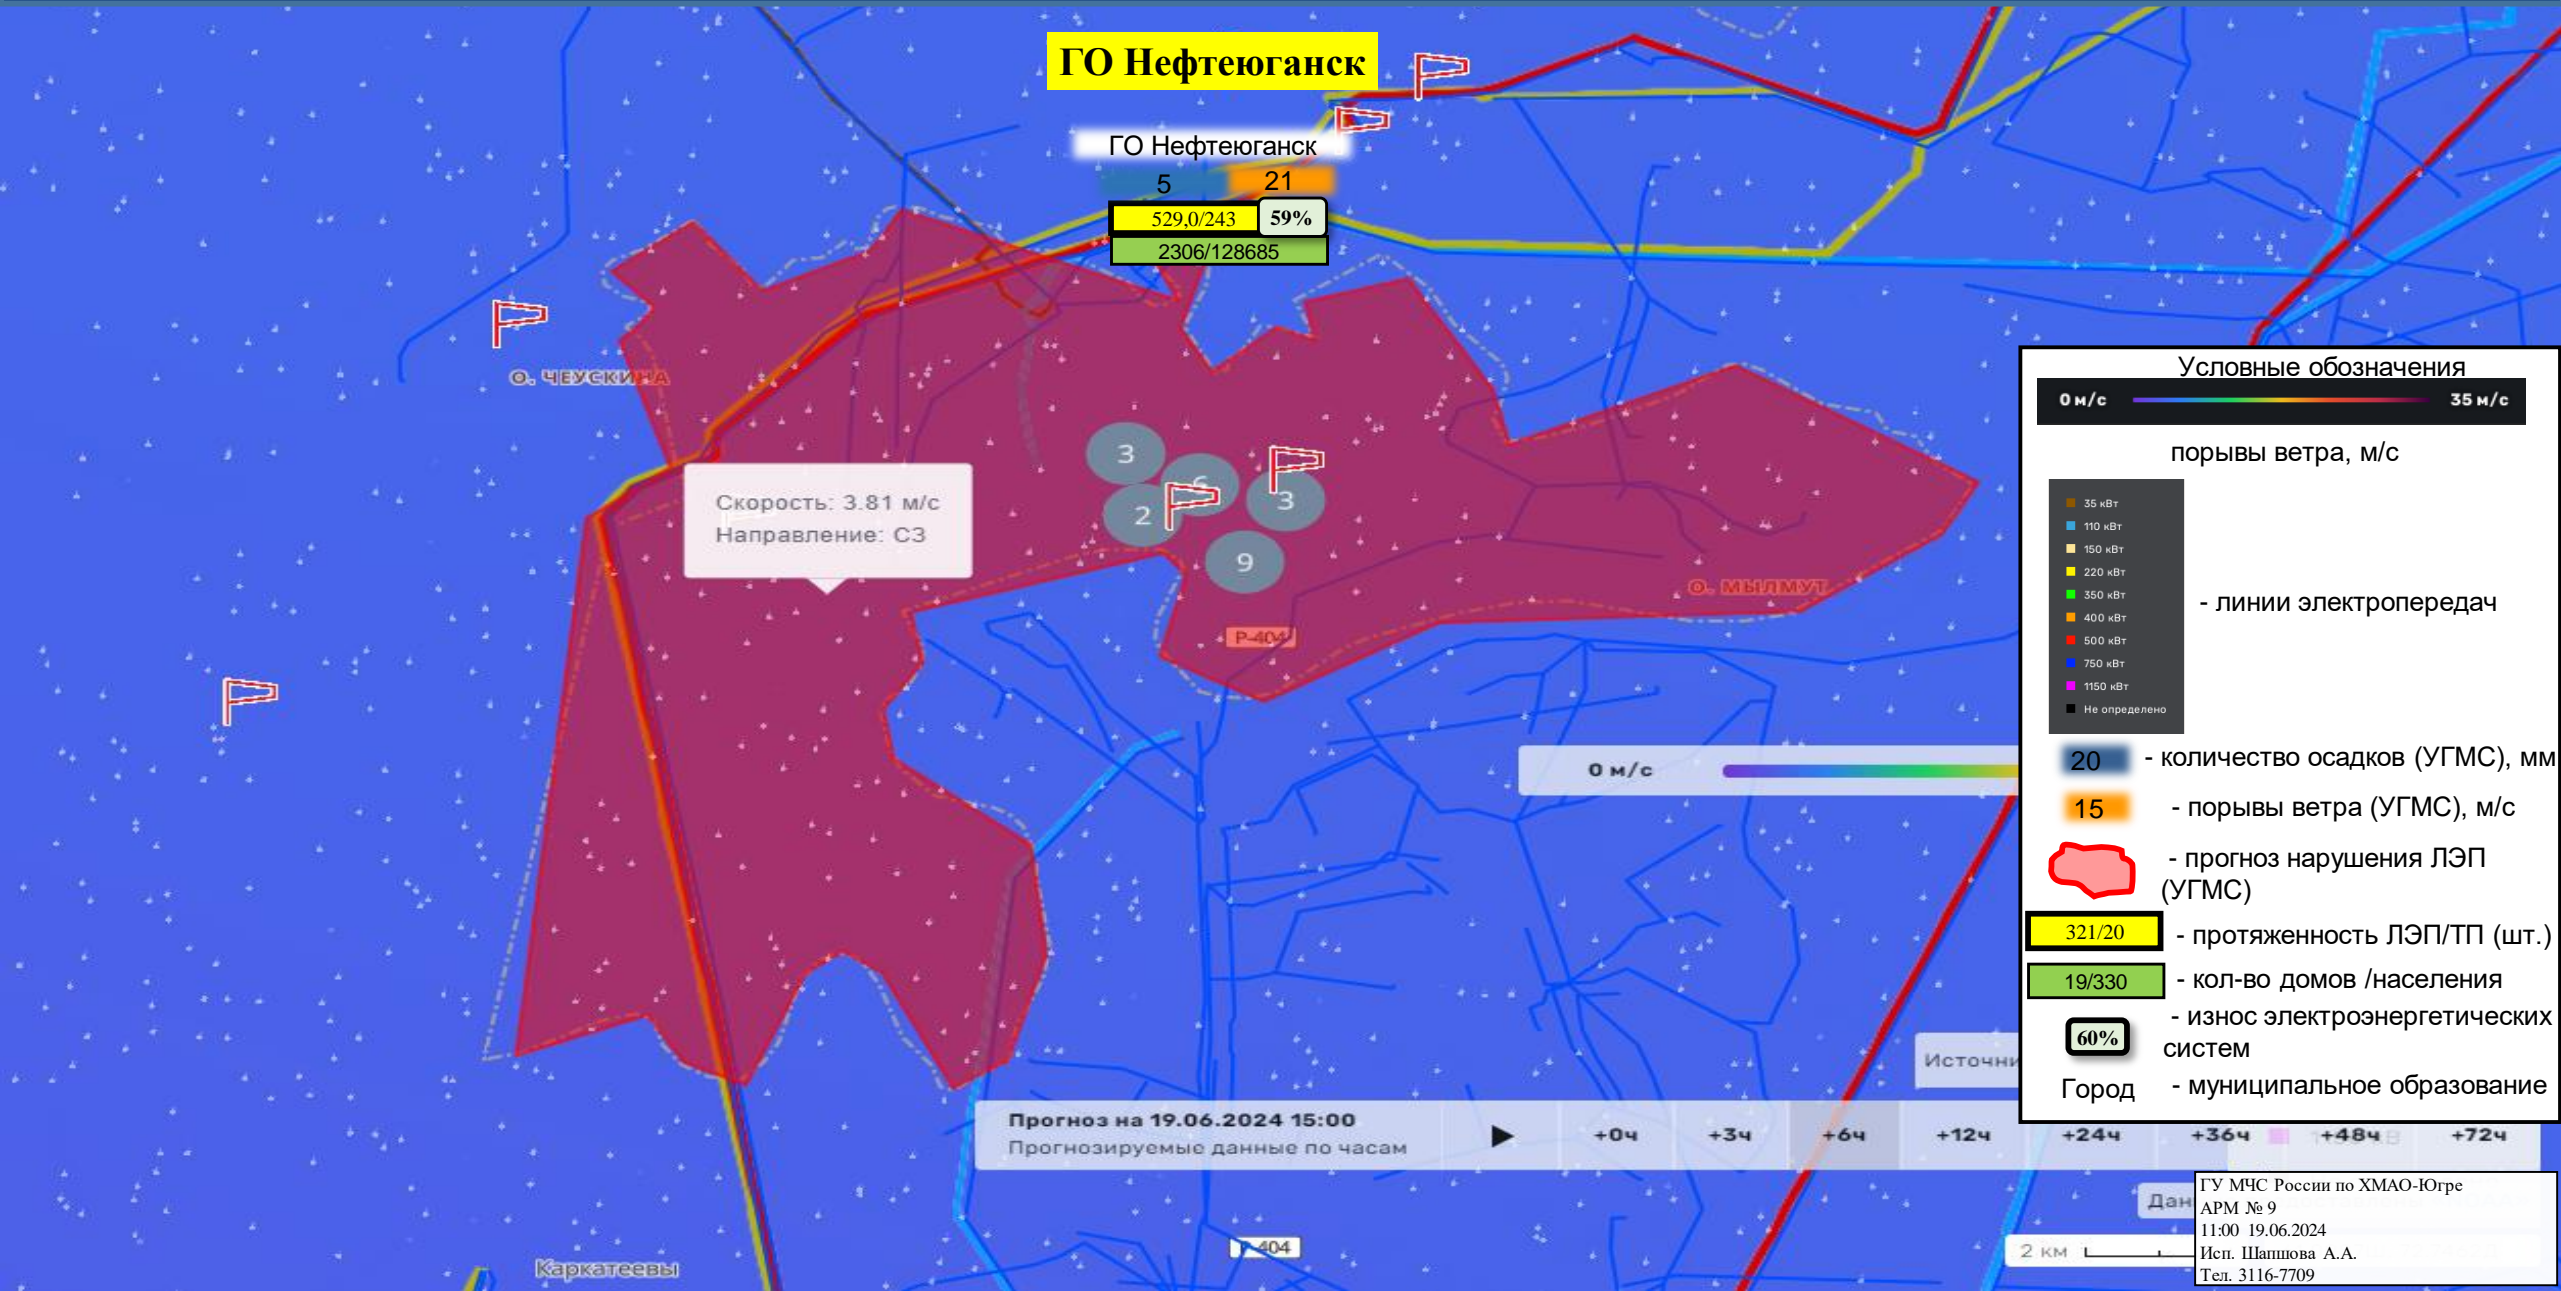 ГО Нефтеюганск
ГО Нефтеюганск
5
21
529,0/243
59%
2306/128685
О. ЧЕУСКИНА
Скорость: 3.81 м/с
Направление: СЗ
3
6
2
3
9
О. МЫЛМУТ
Р-404
0 м/с
Условные обозначения
0 м/с
35 м/с
порывы ветра, м/с
35 кВт
110 кВт
150 кВт
220 кВт
350 кВт
400 кВт
500 кВт
750 кВт
1150 кВт
Не определено
- линии электропередач
20 - количество осадков (УГМС), мм
15 - порывы ветра (УГМС), м/с
- прогноз нарушения ЛЭП
(УГМС)
321/20 - протяженность ЛЭП/ТП (шт.)
19/330 - кол-во домов /населения
60% - износ электроэнергетических
систем
Город - муниципальное образование
Прогноз на 19.06.2024 15:00
Прогнозируемые данные по часам
+0ч +3ч +6ч +12ч +24ч +36ч +48ч +72ч
ГУ МЧС России по ХМАО-Югре
АРМ № 9
11:00 19.06.2024
Исп. Шапшова А.А.
Тел. 3116-7709
2 км
404
Каркатеевы